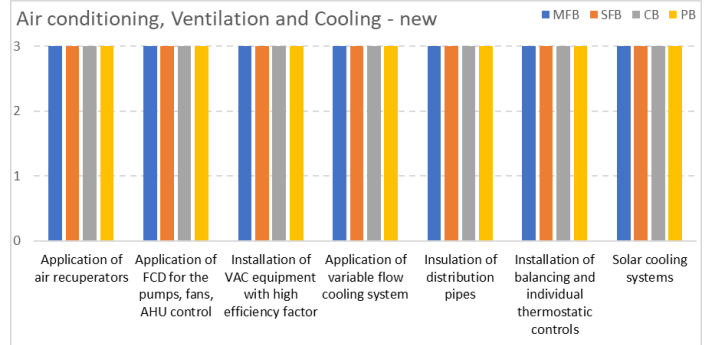 Air conditioning, Ventilation and Cooling - new
MFB SFB CB PB
3
2
1
0
Application of
air recuperators
Application of
FCD for the
pumps, fans,
AHU control
Installation of
VAC equipment
with high
efficiency factor
Application of
variable flow
cooling system
Insulation of
distribution
pipes
Installation of
balancing and
individual
thermostatic
controls
Solar cooling
systems